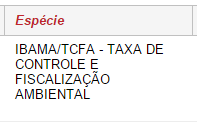 Espécie
IBAMA/TCFA - TAXA DE
CONTROLE E
FISCALIZAÇÃO
AMBIENTAL